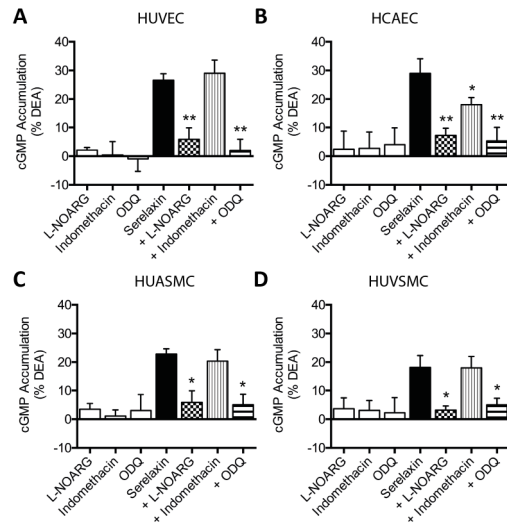 A HUVEC
cGMP Accumulation
(% DEA)
40
30
20
10
0
-10
**
**
L-NOARG
Indomethacin
ODQ
Serelaxin
+ L-NOARG
+ Indomethacin
+ ODQ
B HCAEC
cGMP Accumulation
(% DEA)
40
30
20
10
0
-10
**
*
**
L-NOARG
Indomethacin
ODQ
Serelaxin
+ L-NOARG
+ Indomethacin
+ ODQ
C HUASMC
cGMP Accumulation
(% DEA)
40
30
20
10
0
-10
*
*
L-NOARG
Indomethacin
ODQ
Serelaxin
+ L-NOARG
+ Indomethacin
+ ODQ
D HUVSMC
cGMP Accumulation
(% DEA)
40
30
20
10
0
-10
*
*
L-NOARG
Indomethacin
ODQ
Serelaxin
+ L-NOARG
+ Indomethacin
+ ODQ